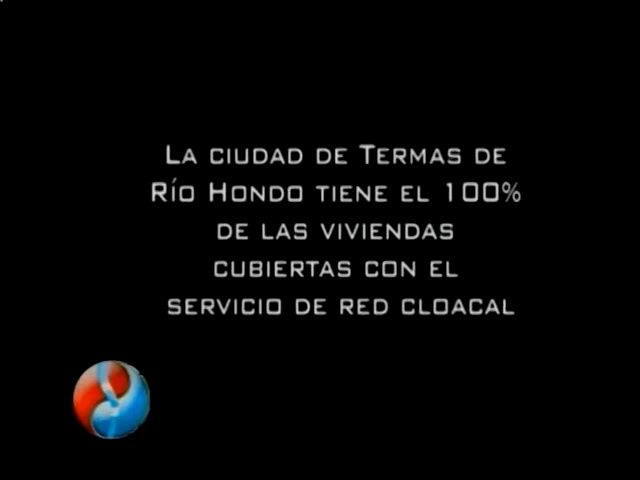 La ciudad de Termas de
Río Hondo tiene el 100%
de las viviendas
cubiertas con el
servicio de red cloacal